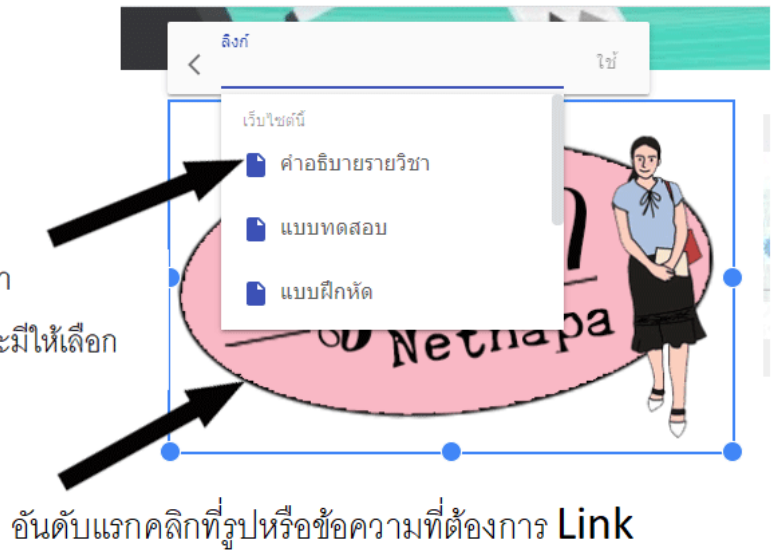 ลิงก์
ใช้
เว็บไซต์นี้
คำอธิบายรายวิชา
แบบทดสอบ
แบบฝึกหัด
มีให้เลือก
Nethapa
อันดับแรกคลิกที่รูปหรือข้อความที่ต้องการ Link